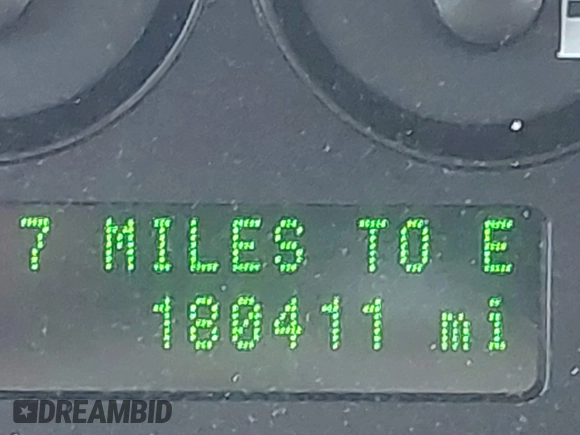 7 MILES TO E
180411 mi
DREAMBID